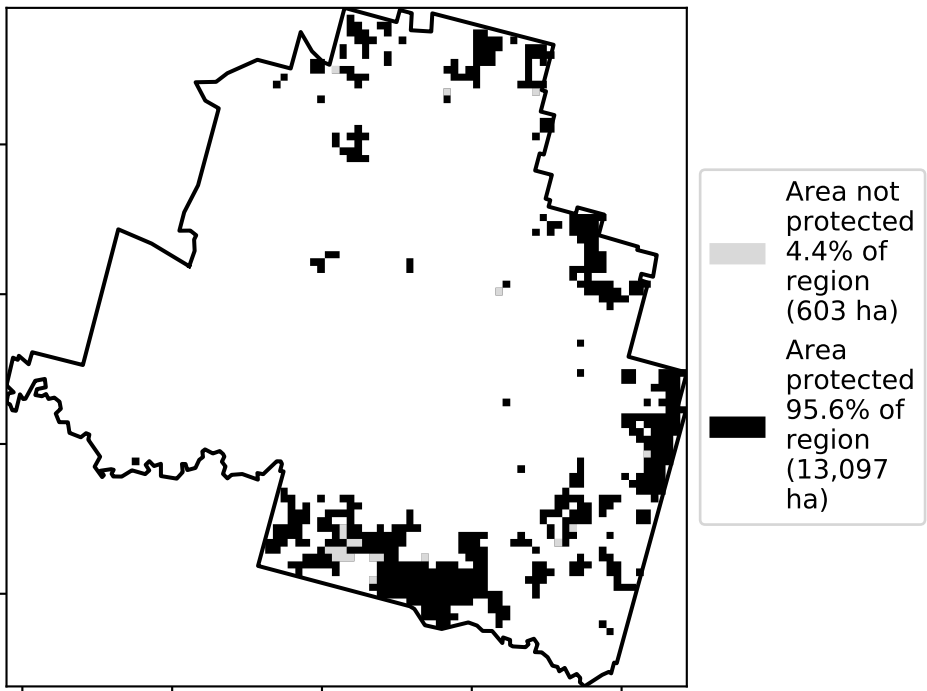 Area not
protected
4.4% of
region
(603 ha)
Area
protected
95.6% of
region
(13,097
ha)